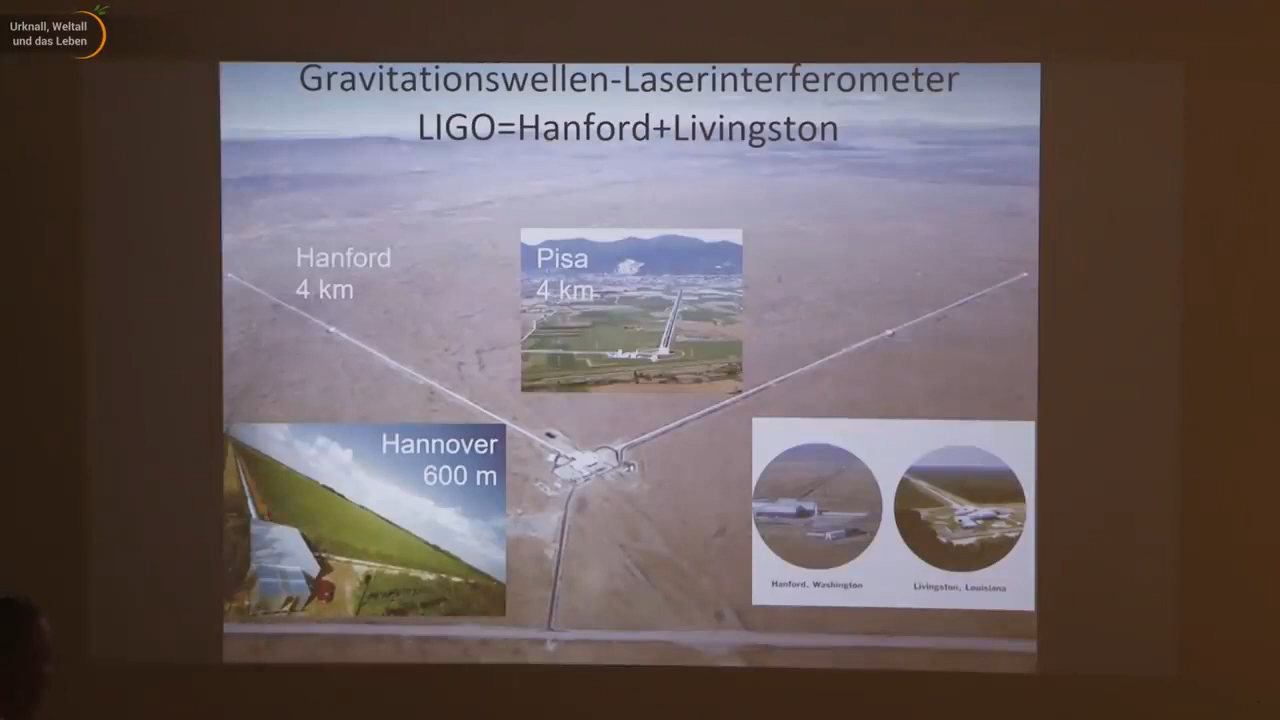 Urknall, Weltall
und das Leben
Gravitationswellen-Laserinterferometer
LIGO=Hanford+Livingston
Hanford
4 km
Pisa
4 km
Hannover
600 m
Hanford, Washington
Livingston, Louisiana